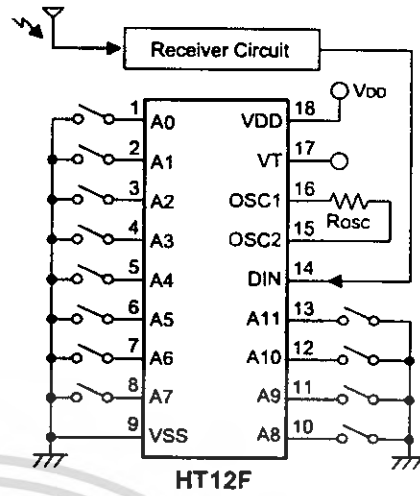 Receiver Circuit
VDD
1 A0 VDD 18
2 A1 VT 17
3 A2 OSC1 16
ROSC
4 A3 OSC2 15
5 A4 DIN 14
6 A5 A11 13
7 A6 A10 12
8 A7 A9 11
9 VSS A8 10
HT12F